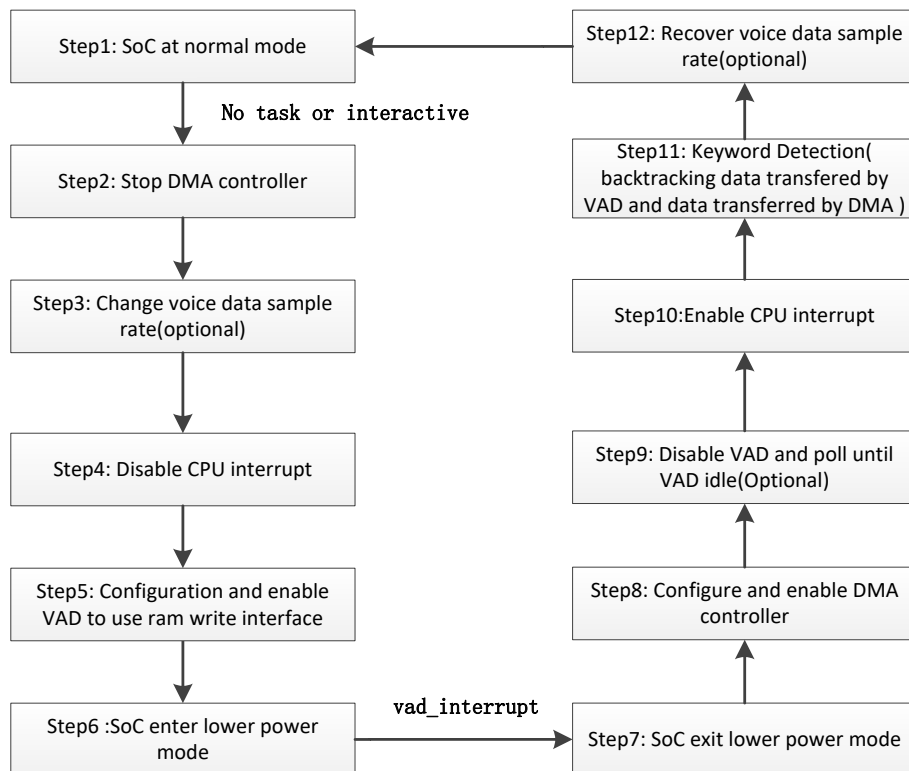 Step1: SoC at normal mode
No task or interactive
Step2: Stop DMA controller
Step3: Change voice data sample
rate(optional)
Step4: Disable CPU interrupt
Step5: Configuration and enable
VAD to use ram write interface
Step6 :SoC enter lower power
mode
vad_interrupt
Step7: SoC exit lower power mode
Step8: Configure and enable DMA
controller
Step9: Disable VAD and poll until
VAD idle(Optional)
Step10:Enable CPU interrupt
Step11: Keyword Detection(
backtracking data transfered by
VAD and data transferred by DMA )
Step12: Recover voice data sample
rate(optional)